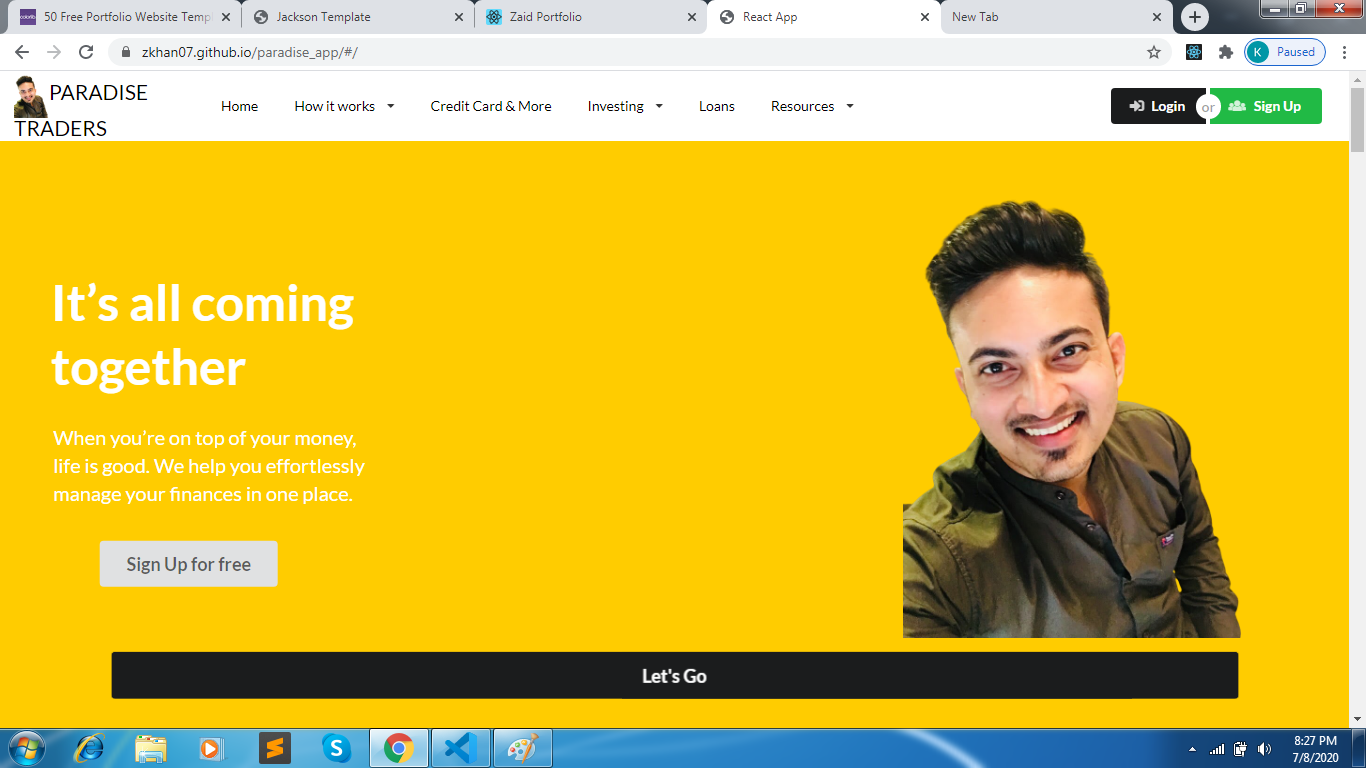 50 Free Portfolio Website Temp
Jackson Template
Zaid Portfolio
React App
New Tab
zkhan07.github.io/paradise_app/#/
K
Paused
PARADISE
TRADERS
Home
How it works
Credit Card & More
Investing
Loans
Resources
Login
or
Sign Up
It’s all coming
together
When you’re on top of your money,
life is good. We help you effortlessly
manage your finances in one place.
Sign Up for free
Let's Go
8:27 PM
7/8/2020